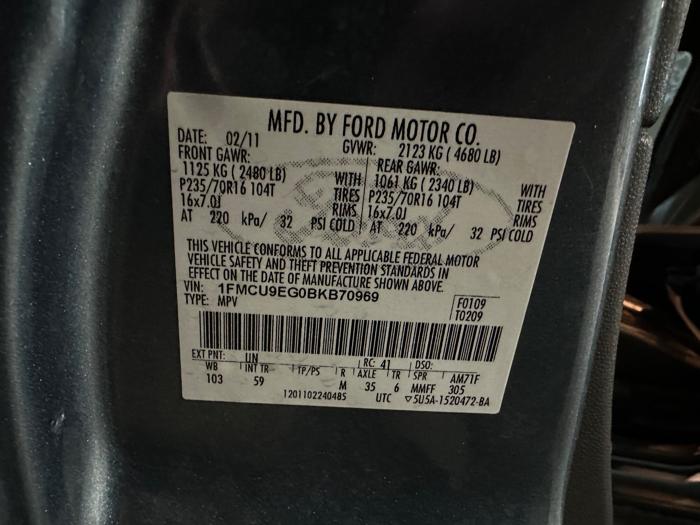 MFD. BY FORD MOTOR CO.
DATE: 02/11 GVWR: 2123 KG ( 4680 LB)
FRONT GAWR: REAR GAWR:
1125 KG ( 2480 LB) WITH 1061 KG ( 2340 LB) WITH
P235/70R16 104T TIRES P235/70R16 104T TIRES
16x7.0J RIMS 16x7.0J RIMS
AT 220 kPa/ 32 PSI COLD AT 220 kPa/ 32 PSI COLD
THIS VEHICLE CONFORMS TO ALL APPLICABLE FEDERAL MOTOR
VEHICLE SAFETY AND THEFT PREVENTION STANDARDS IN
EFFECT ON THE DATE OF MANUFACTURE SHOWN ABOVE.
VIN: 1FMCU9EG0BKB70969
TYPE: MPV
F0109
T0209
EXT PNT: UN RC: 41 DSO:
WB INT TR TP/PS R AXLE TR SPR AM71F
103 59 M 35 6 MMFF 305
1201102240485 UTC ▽5U5A-1520472-BA
Ford